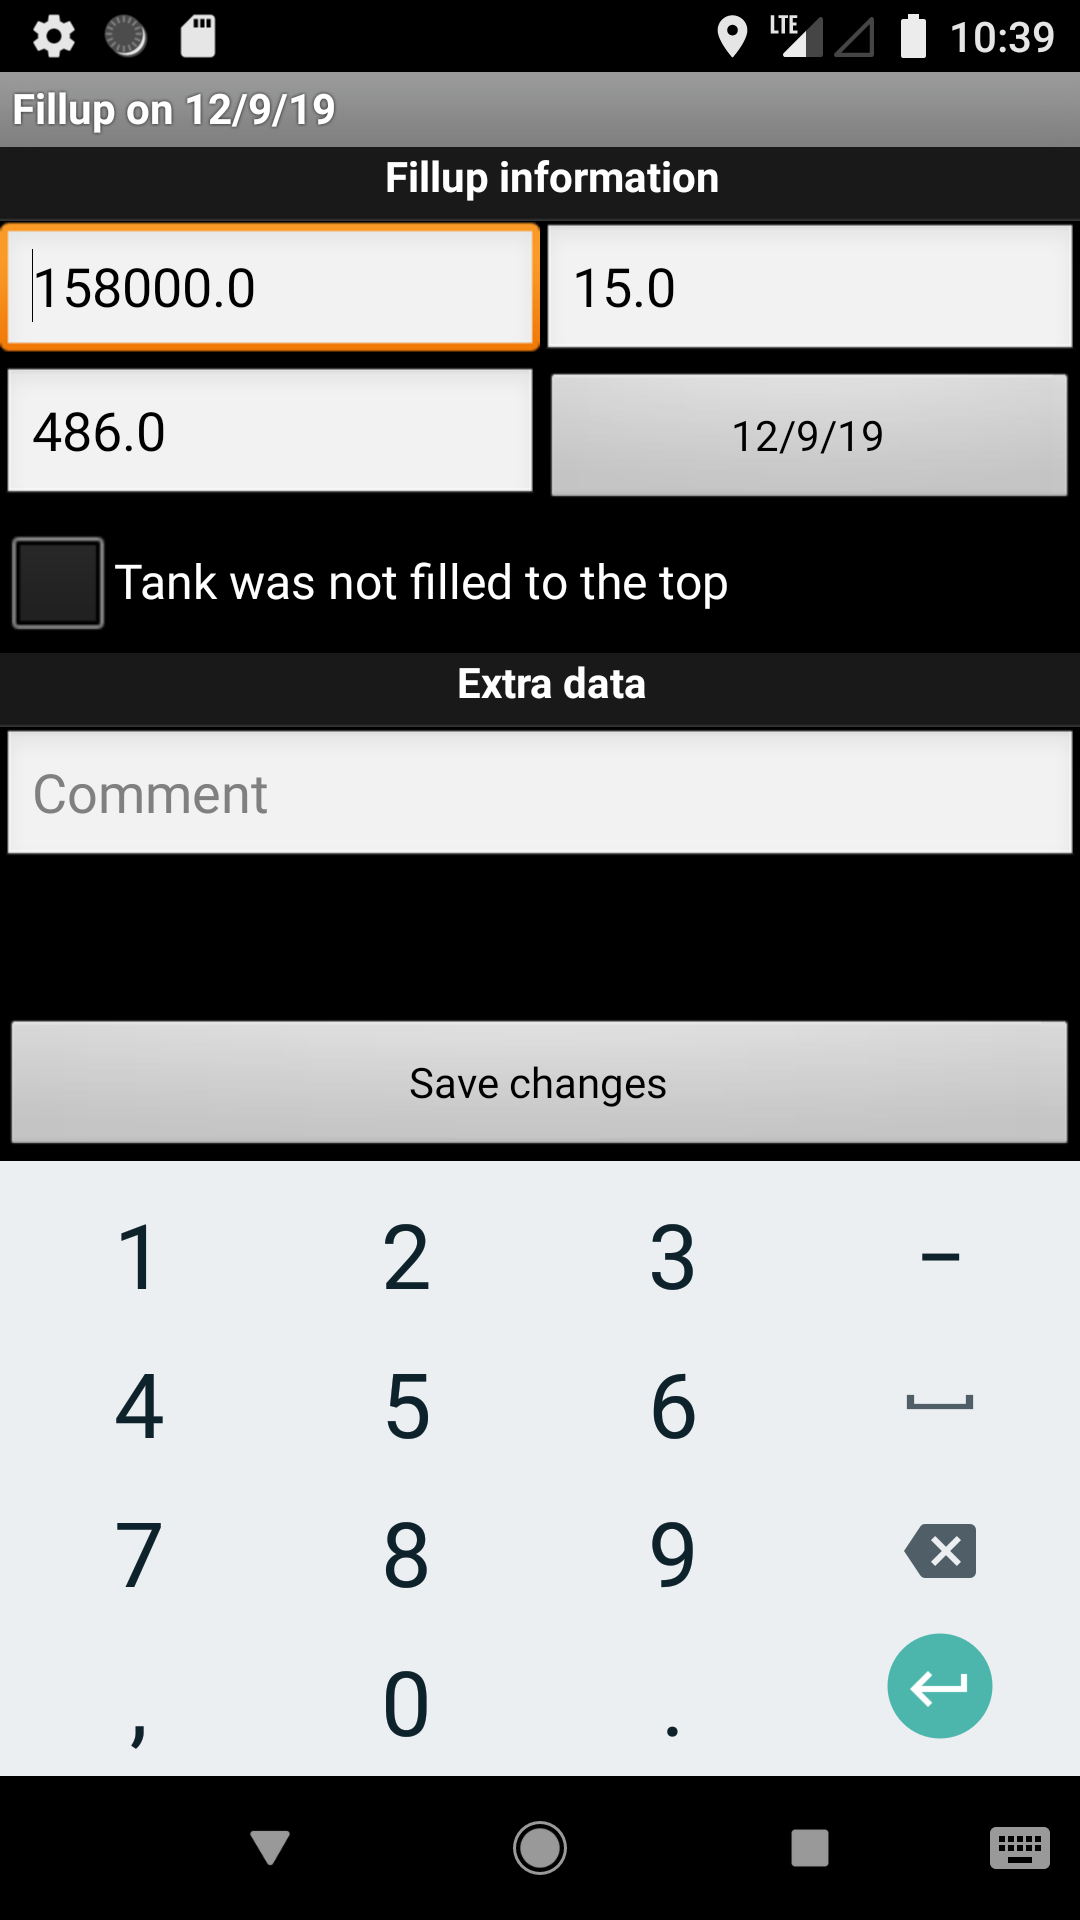 LTE 10:39
Fillup on 12/9/19
Fillup information
158000.0 15.0
486.0 12/9/19
Tank was not filled to the top
Extra data
Comment
Save changes
1 2 3 –
4 5 6
7 8 9
, 0 .